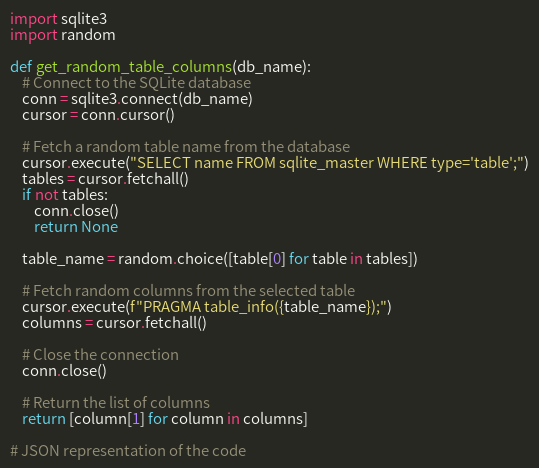 import sqlite3
import random
def get_random_table_columns(db_name):
# Connect to the SQLite database
conn = sqlite3.connect(db_name)
cursor = conn.cursor()
# Fetch a random table name from the database
cursor.execute("SELECT name FROM sqlite_master WHERE type='table';")
tables = cursor.fetchall()
if not tables:
conn.close()
return None
table_name = random.choice([table[0] for table in tables])
# Fetch random columns from the selected table
cursor.execute(f"PRAGMA table_info({table_name});")
columns = cursor.fetchall()
# Close the connection
conn.close()
# Return the list of columns
return [column[1] for column in columns]
# JSON representation of the code